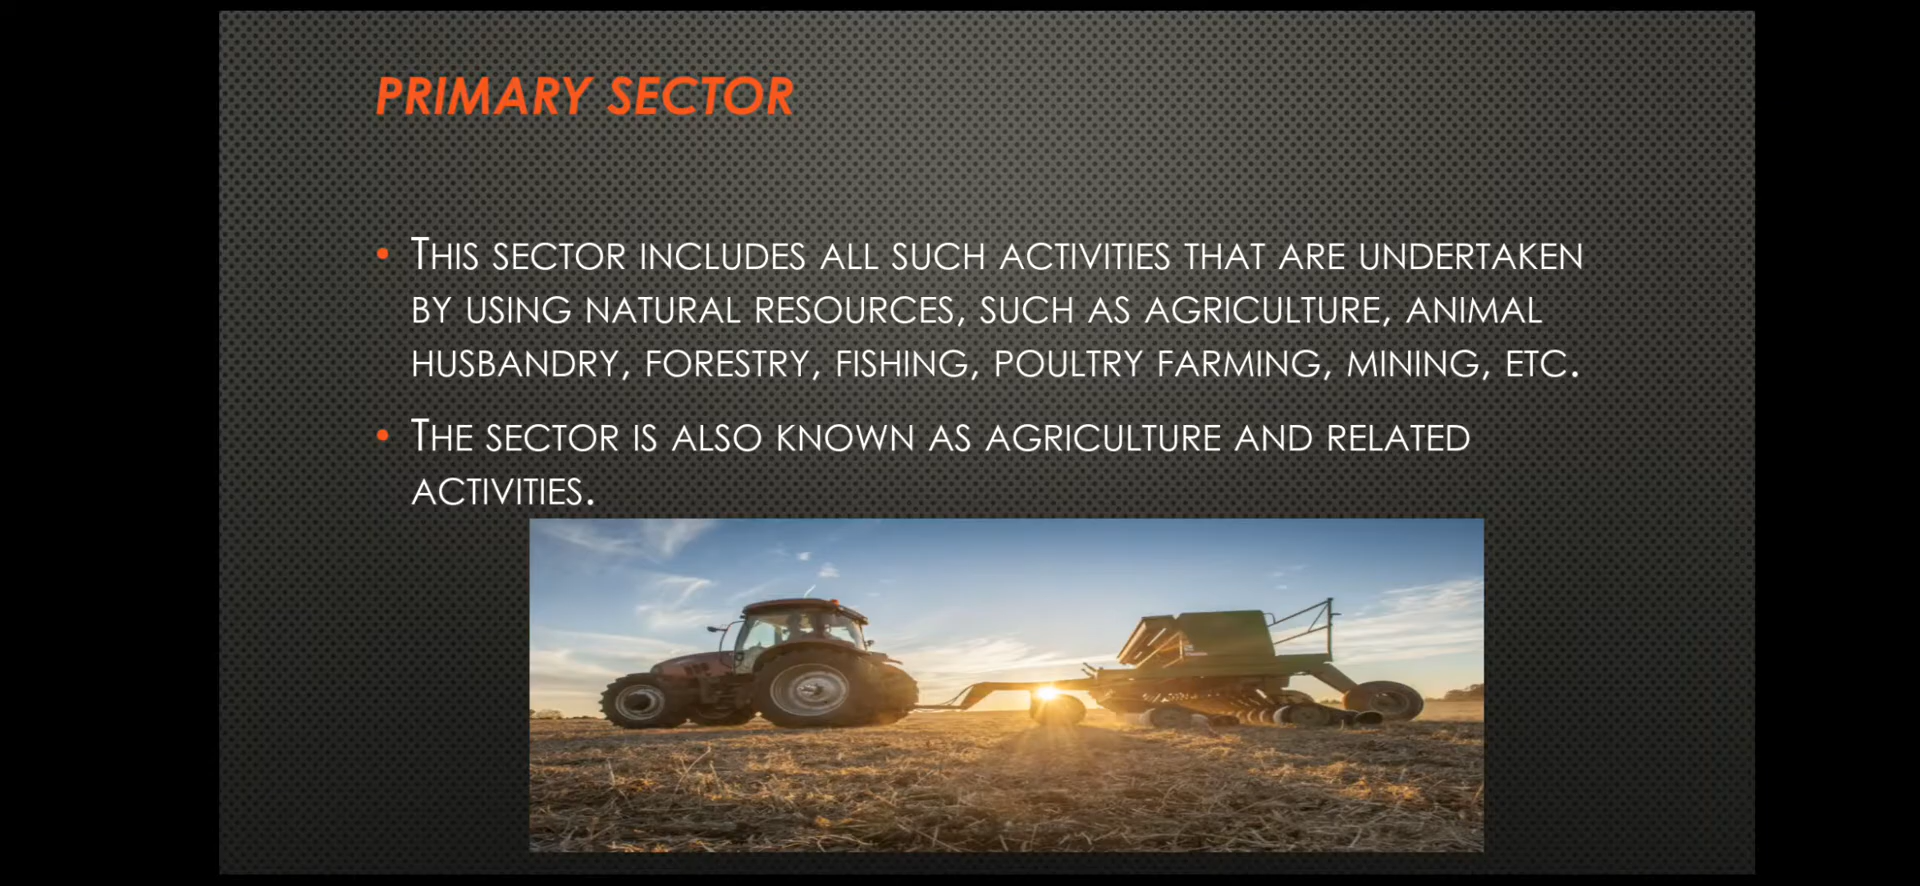 PRIMARY SECTOR
• THIS SECTOR INCLUDES ALL SUCH ACTIVITIES THAT ARE UNDERTAKEN
BY USING NATURAL RESOURCES, SUCH AS AGRICULTURE, ANIMAL
HUSBANDRY, FORESTRY, FISHING, POULTRY FARMING, MINING, ETC.
• THE SECTOR IS ALSO KNOWN AS AGRICULTURE AND RELATED
ACTIVITIES.